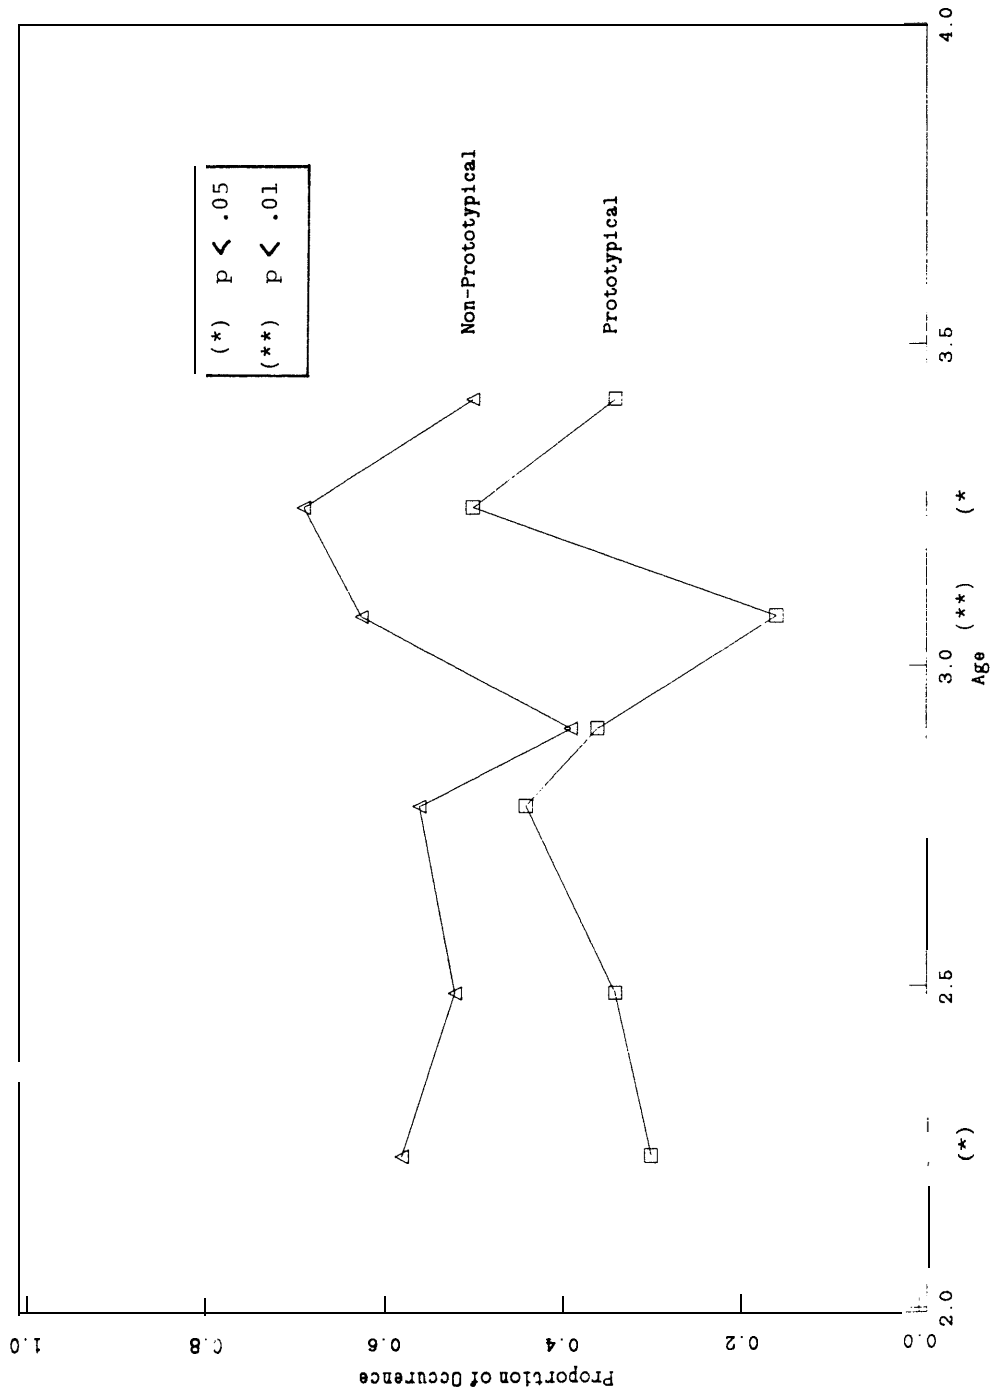 (*) p < .05
(**) p < .01
Non-Prototypical
Prototypical
Proportion of Occurence
1.0
0.8
0.6
0.4
0.2
0.0
2.0
2.5
3.0
3.5
4.0
(*)
(**)
(*
Age